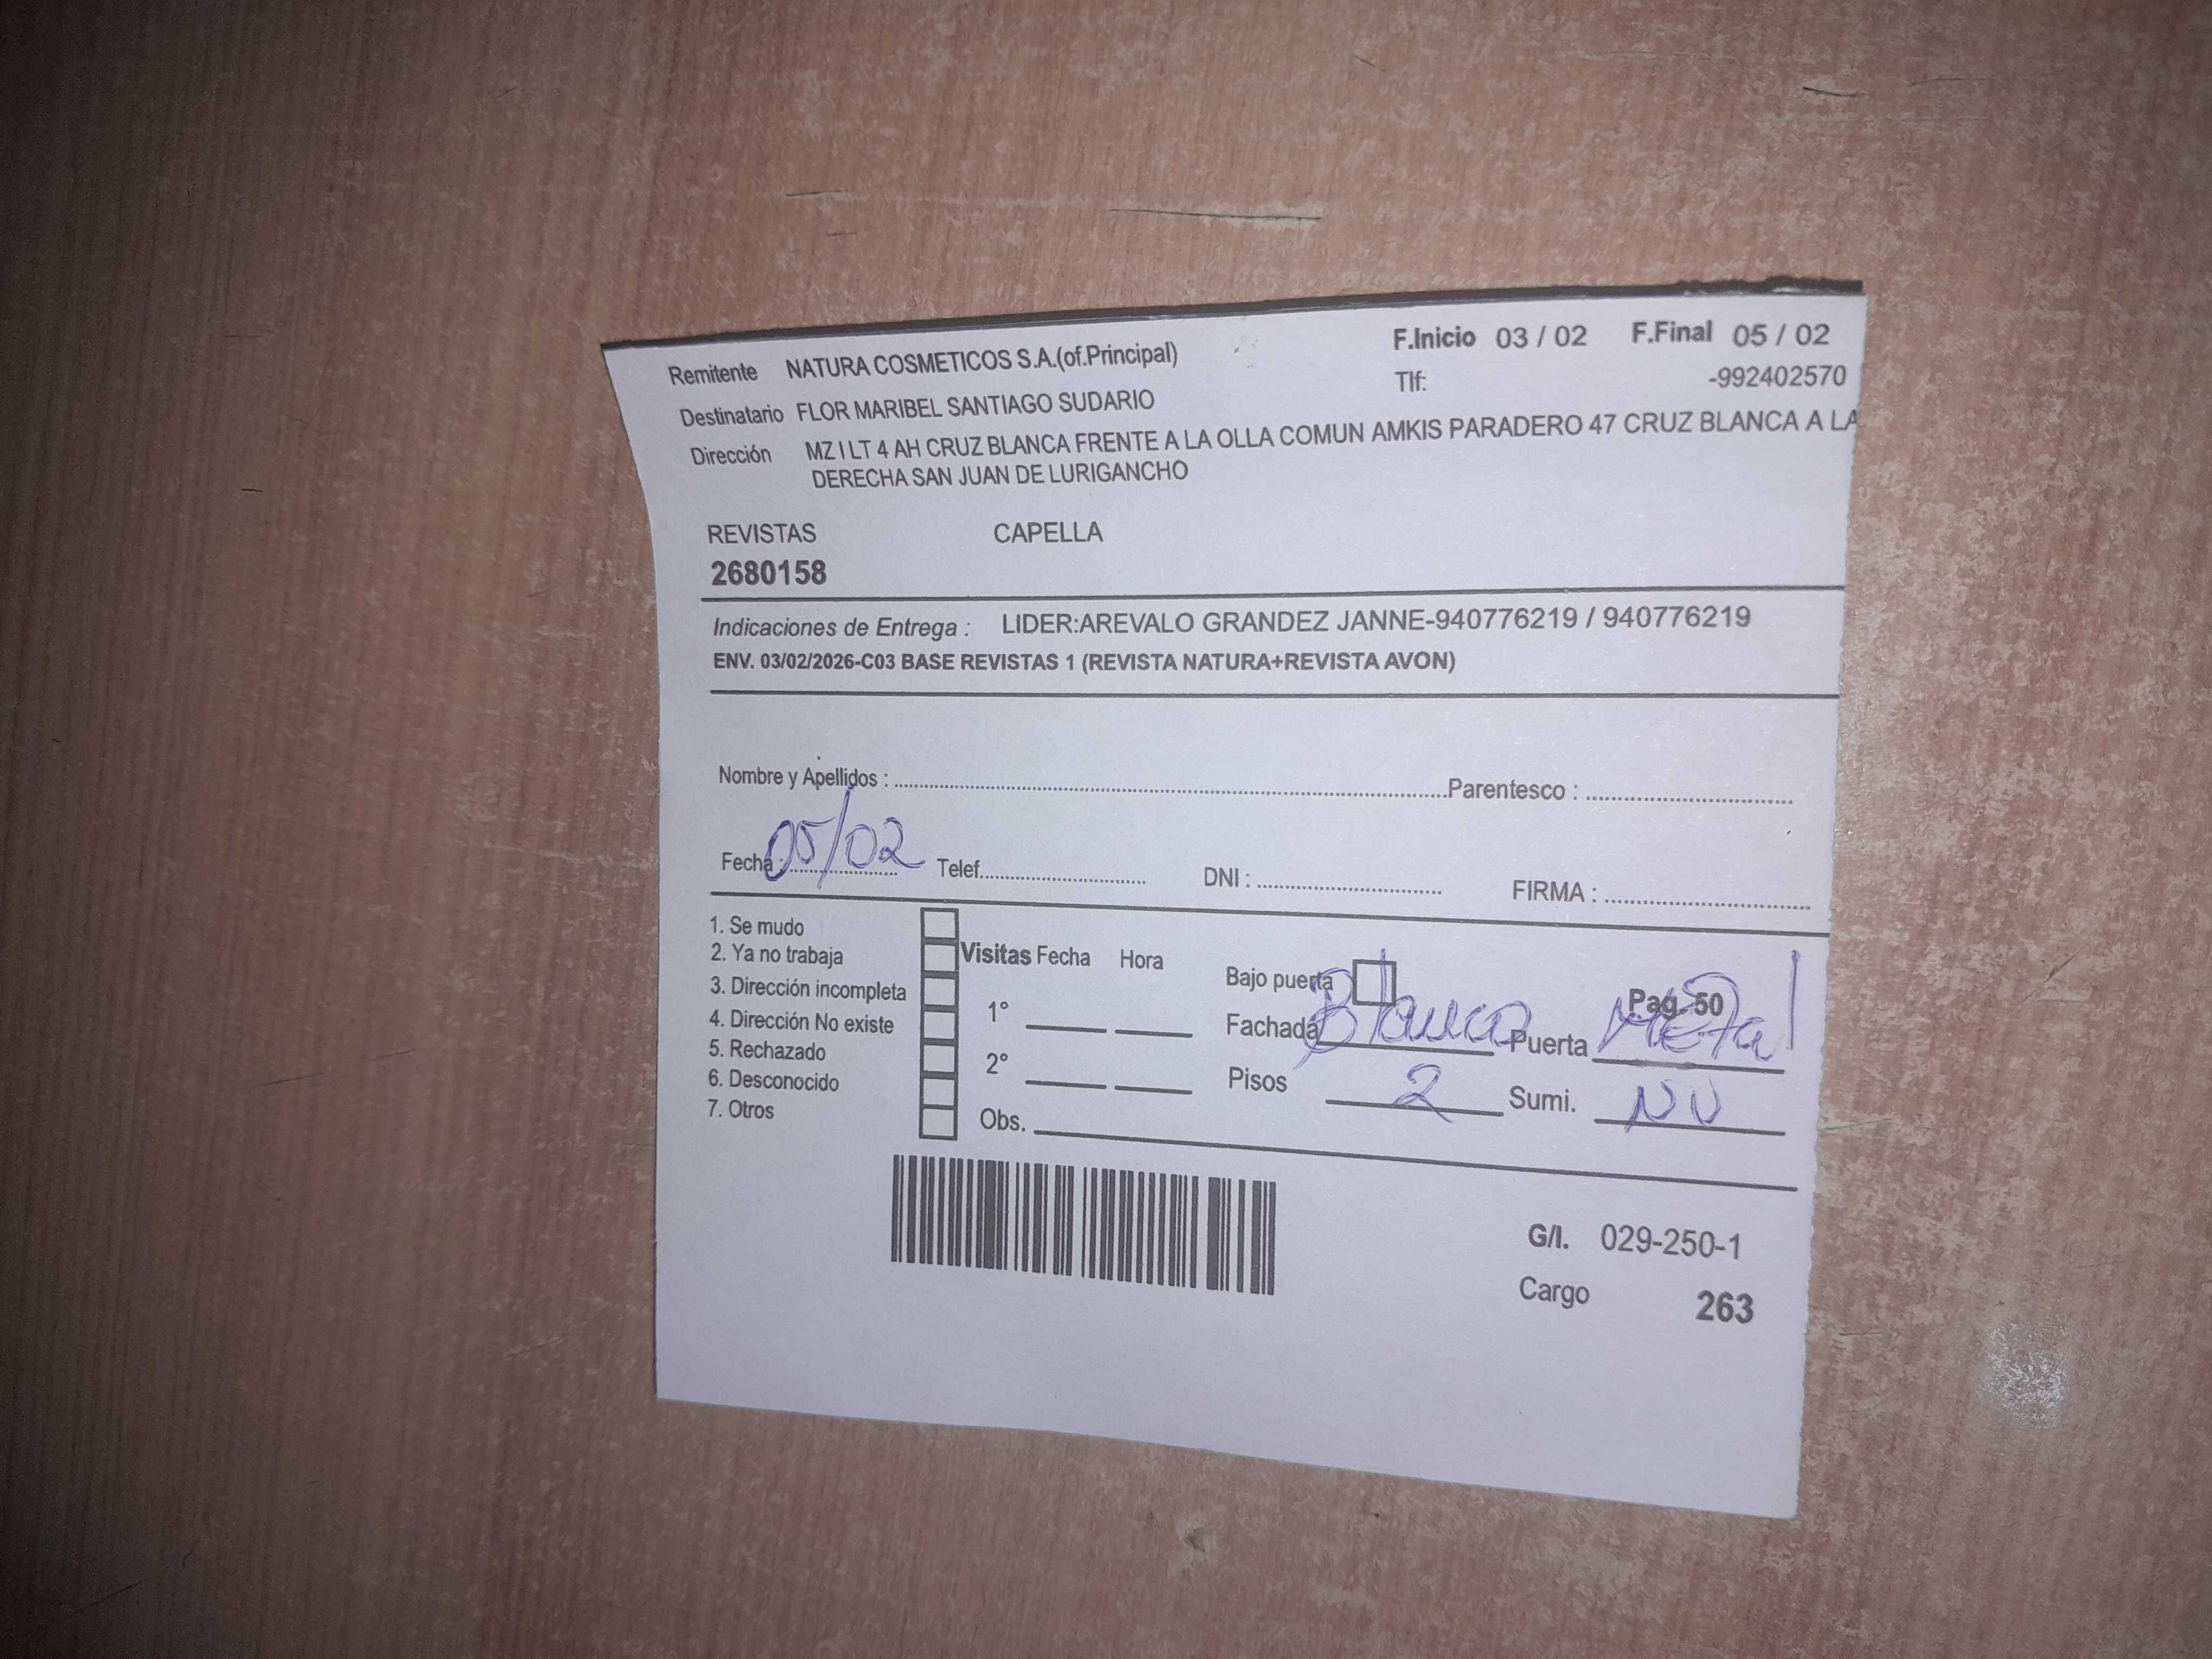 Remitente NATURA COSMETICOS S.A.(of.Principal) F.Inicio 03 / 02 F.Final 05 / 02
Tlf: -992402570
Destinatario FLOR MARIBEL SANTIAGO SUDARIO
Dirección MZ I LT 4 AH CRUZ BLANCA FRENTE A LA OLLA COMUN AMKIS PARADERO 47 CRUZ BLANCA A LA
DERECHA SAN JUAN DE LURIGANCHO
REVISTAS CAPELLA
2680158
Indicaciones de Entrega : LIDER:AREVALO GRANDEZ JANNE-940776219 / 940776219
ENV. 03/02/2026-C03 BASE REVISTAS 1 (REVISTA NATURA+REVISTA AVON)
Nombre y Apellidos : Parentesco :
Fecha : 05/02 Telef. DNI : FIRMA :
1. Se mudo
2. Ya no trabaja
3. Dirección incompleta
4. Dirección No existe
5. Rechazado
6. Desconocido
7. Otros
Visitas Fecha Hora
1°
2°
Obs.
Bajo puerta Pag. 50
Fachada Blanco Puerta METal
Pisos 2 Sumi. NV
G/I. 029-250-1
Cargo 263